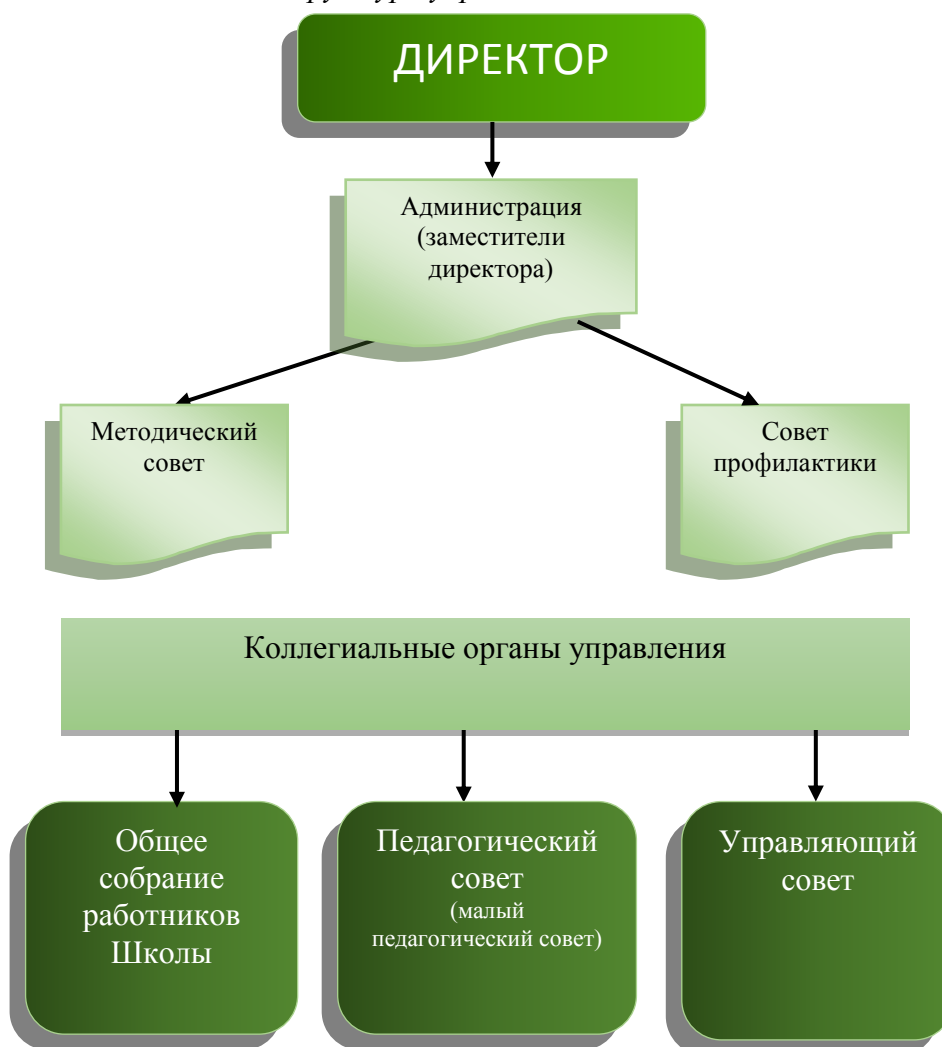 ДИРЕКТОР
Администрация
(заместители
директора)
Методический
совет
Совет
профилактики
Коллегиальные органы управления
Общее
собрание
работников
Школы
Педагогический
совет
(малый
педагогический совет)
Управляющий
совет